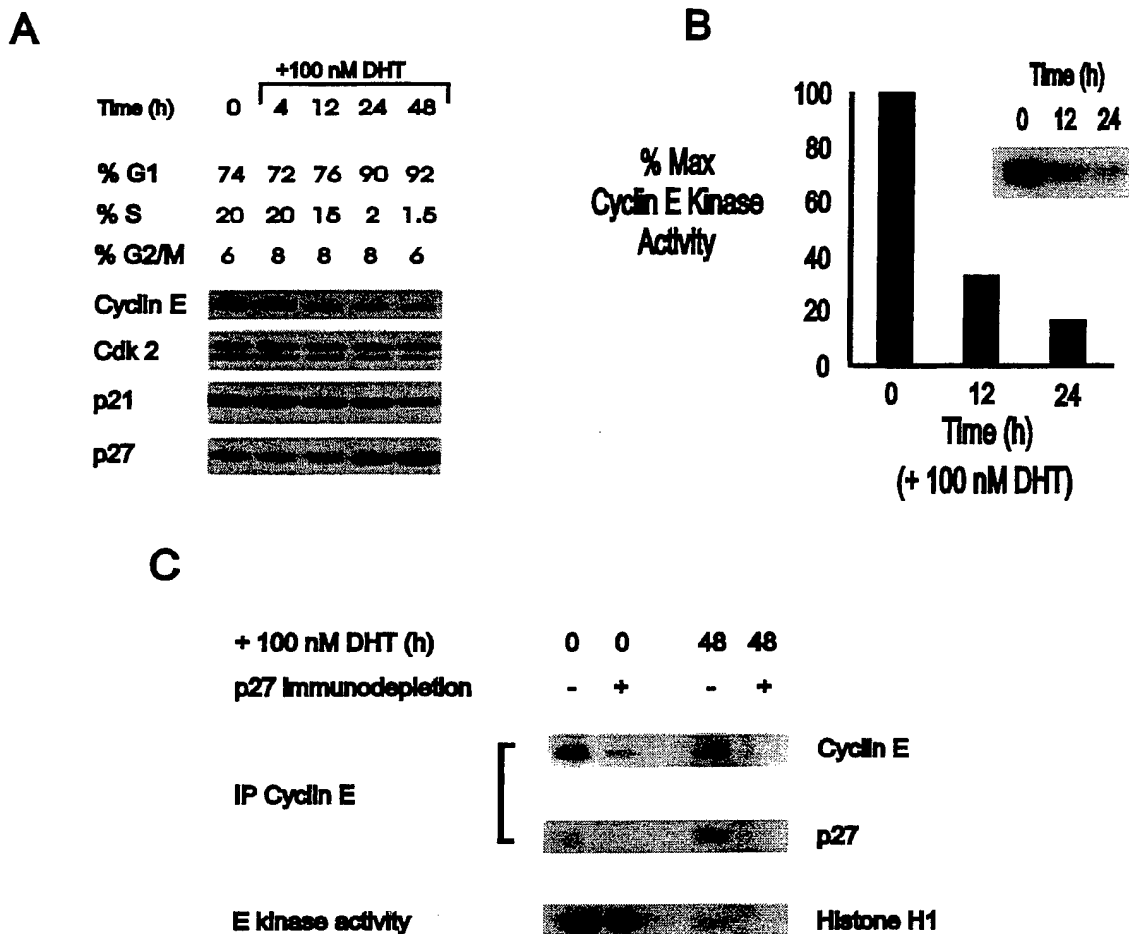 A
+100 nM DHT
Time (h) 0 4 12 24 48
% G1 74 72 76 90 92
% S 20 20 15 2 1.5
% G2/M 6 8 8 8 6
Cyclin E
Cdk 2
p21
p27
B
% Max
Cyclin E Kinase
Activity
100
80
60
40
20
0
Time (h)
0 12 24
0 12 24
Time (h)
(+ 100 nM DHT)
C
+ 100 nM DHT (h) 0 0 48 48
p27 Immunodepletion - + - +
IP Cyclin E
Cyclin E
p27
E kinase activity Histone H1